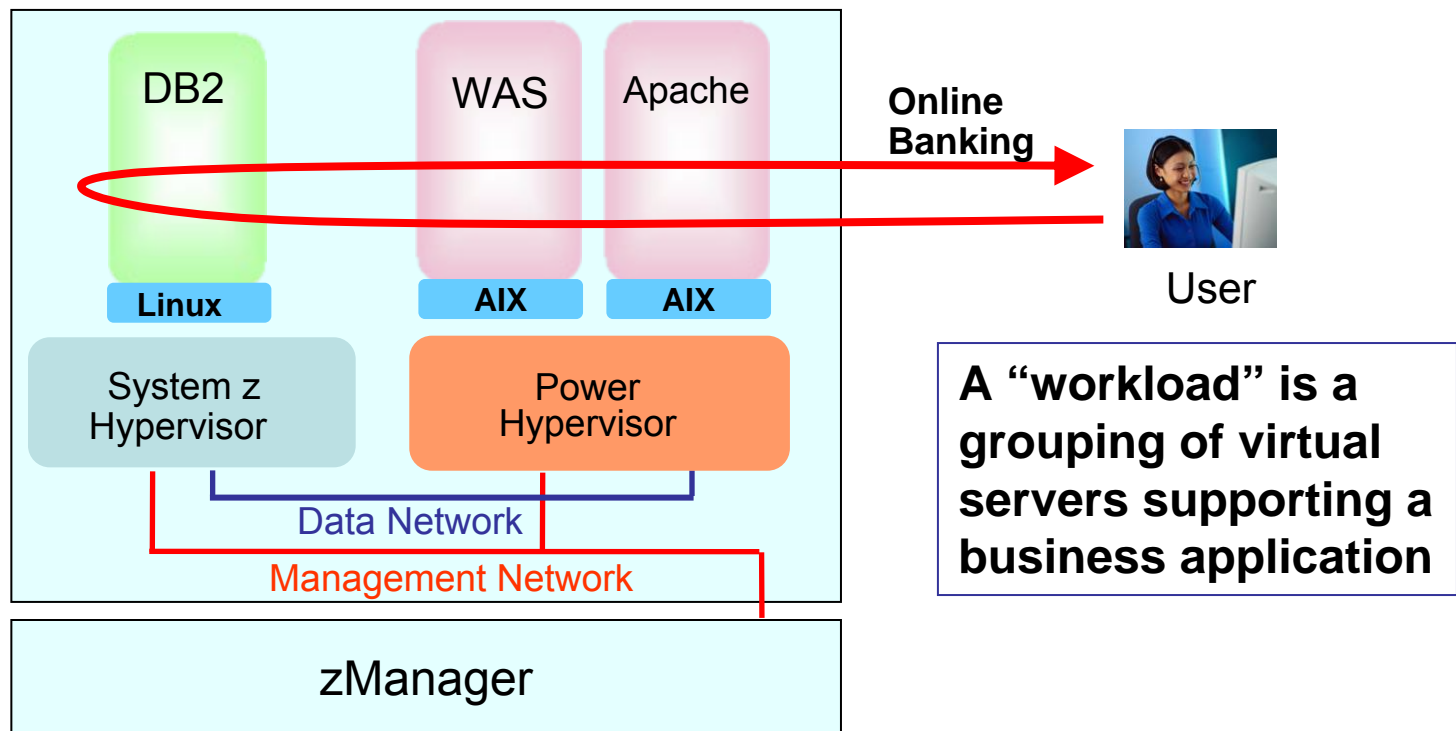 DB2
WAS
Apache
Online
Banking
Linux
AIX
AIX
User
System z
Hypervisor
Power
Hypervisor
Data Network
Management Network
zManager
A “workload” is a
grouping of virtual
servers supporting a
business application